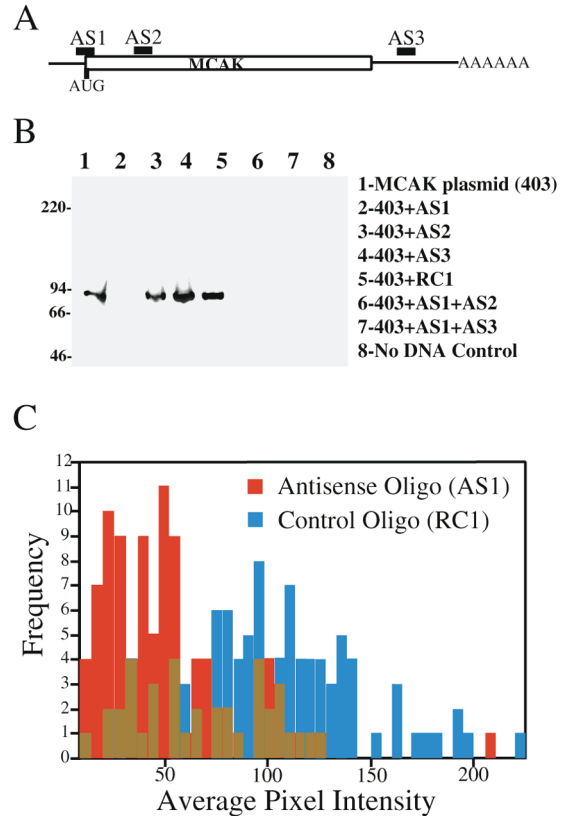 A
AS1 AS2 AS3
MCAK
AAAAAA
AUG
B
1 2 3 4 5 6 7 8
220-
94-
66-
46-
1-MCAK plasmid (403)
2-403+AS1
3-403+AS2
4-403+AS3
5-403+RC1
6-403+AS1+AS2
7-403+AS1+AS3
8-No DNA Control
C
12
11
10
9
8
7
6
5
4
3
2
1
0
Frequency
Antisense Oligo (AS1)
Control Oligo (RC1)
50 100 150 200
Average Pixel Intensity